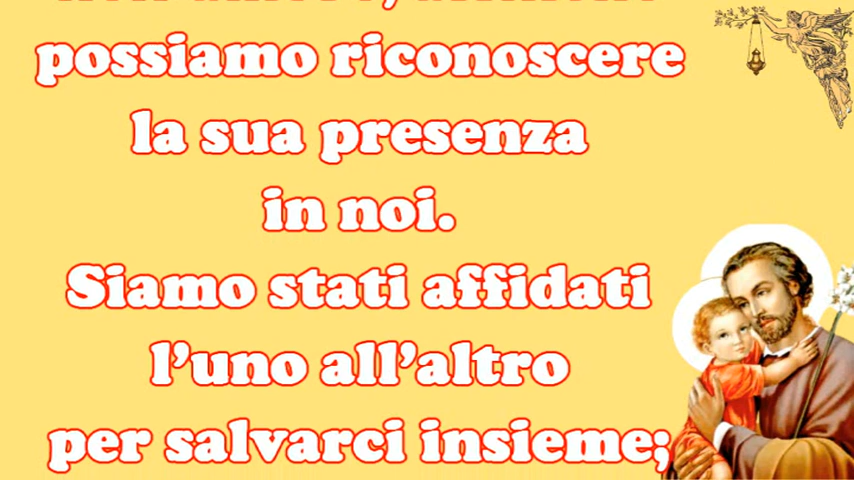 possiamo riconoscere
la sua presenza
in noi.
Siamo stati affidati
l’uno all’altro
per salvarci insieme;